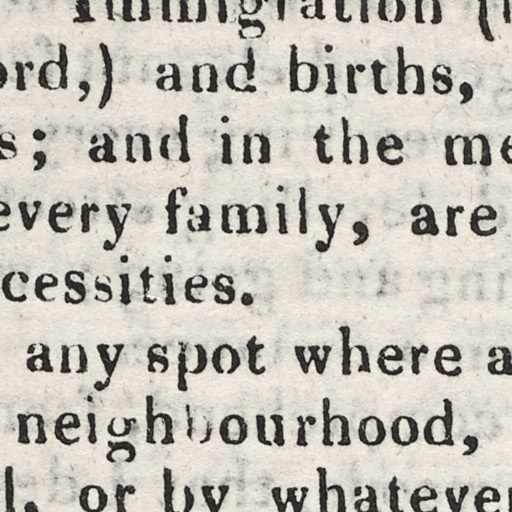 Immigration (
ord,) and births,
s; and in the me
every family, are
cessities.
any spot where a
neighbourhood,
l, or by whatever